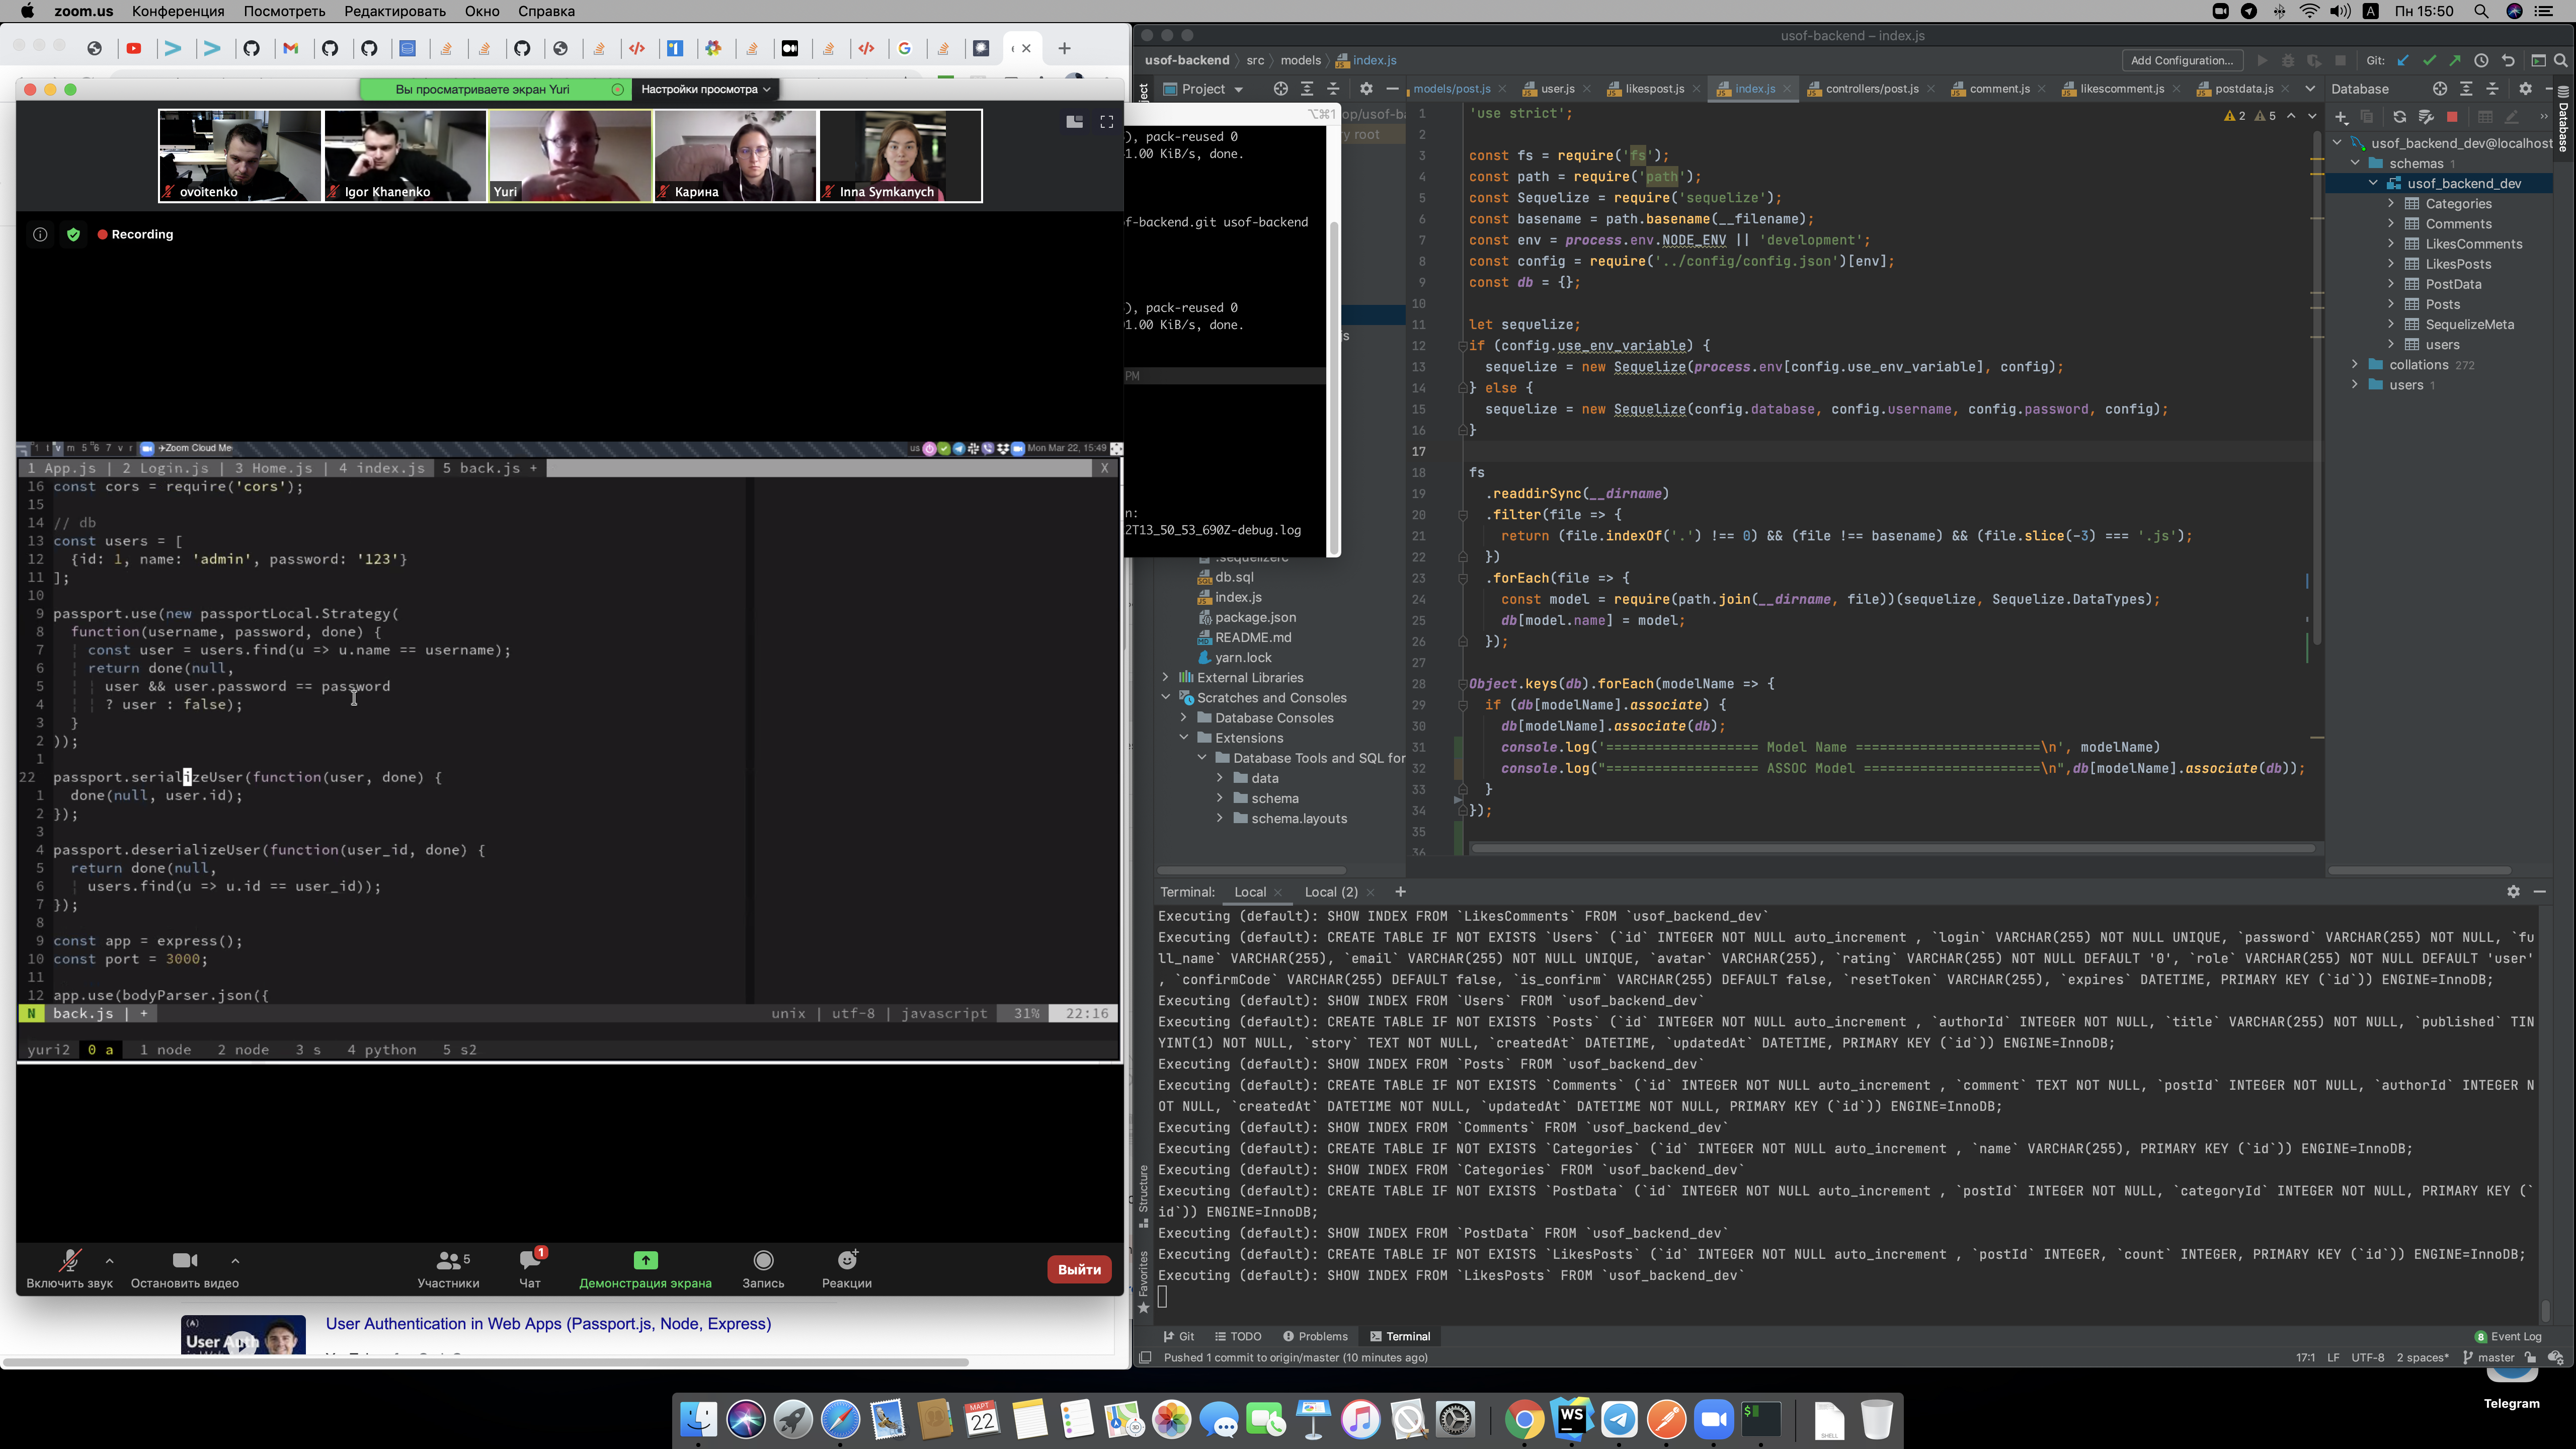 zoom.us Конференция Посмотреть Редактировать Окно Справка
A Пн 15:50
Вы просматриваете экран Yuri
Настройки просмотра
ovoitenko
Igor Khanenko
Yuri
Карина
Inna Symkanych
Recording
Zoom Cloud Me
us Mon Mar 22, 15:49
1 App.js | 2 Login.js | 3 Home.js | 4 index.js 5 back.js + X
16 const cors = require('cors');
15
14 // db
13 const users = [
12 {id: 1, name: 'admin', password: '123'}
11 ];
10
9 passport.use(new passportLocal.Strategy(
8 function(username, password, done) {
7 const user = users.find(u => u.name == username);
6 return done(null,
5 user && user.password == password
4 ? user : false);
3 }
2 ));
1
22 passport.serializeUser(function(user, done) {
1 done(null, user.id);
2 });
3
4 passport.deserializeUser(function(user_id, done) {
5 return done(null,
6 users.find(u => u.id == user_id));
7 });
8
9 const app = express();
10 const port = 3000;
11
12 app.use(bodyParser.json({
N back.js | + unix | utf-8 | javascript 31% 22:16
yuri2 0 a 1 node 2 node 3 s 4 python 5 s2
Включить звук
Остановить видео
5
Участники
1
Чат
Демонстрация экрана
Запись
Реакции
Выйти
User Auth
User Authentication in Web Apps (Passport.js, Node, Express)
⌥⌘1
), pack-reused 0
1.00 KiB/s, done.
f-backend.git usof-backend
), pack-reused 0
1.00 KiB/s, done.
PM
n:
2T13_50_53_690Z-debug.log
usof-backend – index.js
usof-backend src models index.js
Add Configuration...
Git:
Project
models/post.js user.js likespost.js index.js controllers/post.js comment.js likescomment.js postdata.js
2 5
1 'use strict';
2
3 const fs = require('fs');
4 const path = require('path');
5 const Sequelize = require('sequelize');
6 const basename = path.basename(__filename);
7 const env = process.env.NODE_ENV || 'development';
8 const config = require('../config/config.json')[env];
9 const db = {};
10
11 let sequelize;
12 if (config.use_env_variable) {
13 sequelize = new Sequelize(process.env[config.use_env_variable], config);
14 } else {
15 sequelize = new Sequelize(config.database, config.username, config.password, config);
16 }
17
18 fs
19 .readdirSync(__dirname)
20 .filter(file => {
21 return (file.indexOf('.') !== 0) && (file !== basename) && (file.slice(-3) === '.js');
22 })
23 .forEach(file => {
24 const model = require(path.join(__dirname, file))(sequelize, Sequelize.DataTypes);
25 db[model.name] = model;
26 });
27
28 Object.keys(db).forEach(modelName => {
29 if (db[modelName].associate) {
30 db[modelName].associate(db);
31 console.log('=================== Model Name =======================\n', modelName)
32 console.log("=================== ASSOC Model ======================\n",db[modelName].associate(db));
33 }
34 });
35
36
.sequelizerc
db.sql
index.js
package.json
README.md
yarn.lock
External Libraries
Scratches and Consoles
Database Consoles
Extensions
Database Tools and SQL for
data
schema
schema.layouts
Database
Database
usof_backend_dev@localhost
schemas 1
usof_backend_dev
Categories
Comments
LikesComments
LikesPosts
PostData
Posts
SequelizeMeta
users
collations 272
users 1
Terminal: Local Local (2) +
Executing (default): SHOW INDEX FROM `LikesComments` FROM `usof_backend_dev`
Executing (default): CREATE TABLE IF NOT EXISTS `Users` (`id` INTEGER NOT NULL auto_increment , `login` VARCHAR(255) NOT NULL UNIQUE, `password` VARCHAR(255) NOT NULL, `fu
ll_name` VARCHAR(255), `email` VARCHAR(255) NOT NULL UNIQUE, `avatar` VARCHAR(255), `rating` VARCHAR(255) NOT NULL DEFAULT '0', `role` VARCHAR(255) NOT NULL DEFAULT 'user'
, `confirmCode` VARCHAR(255) DEFAULT false, `is_confirm` VARCHAR(255) DEFAULT false, `resetToken` VARCHAR(255), `expires` DATETIME, PRIMARY KEY (`id`)) ENGINE=InnoDB;
Executing (default): SHOW INDEX FROM `Users` FROM `usof_backend_dev`
Executing (default): CREATE TABLE IF NOT EXISTS `Posts` (`id` INTEGER NOT NULL auto_increment , `authorId` INTEGER NOT NULL, `title` VARCHAR(255) NOT NULL, `published` TIN
YINT(1) NOT NULL, `story` TEXT NOT NULL, `createdAt` DATETIME, `updatedAt` DATETIME, PRIMARY KEY (`id`)) ENGINE=InnoDB;
Executing (default): SHOW INDEX FROM `Posts` FROM `usof_backend_dev`
Executing (default): CREATE TABLE IF NOT EXISTS `Comments` (`id` INTEGER NOT NULL auto_increment , `comment` TEXT NOT NULL, `postId` INTEGER NOT NULL, `authorId` INTEGER N
OT NULL, `createdAt` DATETIME NOT NULL, `updatedAt` DATETIME NOT NULL, PRIMARY KEY (`id`)) ENGINE=InnoDB;
Executing (default): SHOW INDEX FROM `Comments` FROM `usof_backend_dev`
Executing (default): CREATE TABLE IF NOT EXISTS `Categories` (`id` INTEGER NOT NULL auto_increment , `name` VARCHAR(255), PRIMARY KEY (`id`)) ENGINE=InnoDB;
Executing (default): SHOW INDEX FROM `Categories` FROM `usof_backend_dev`
Executing (default): CREATE TABLE IF NOT EXISTS `PostData` (`id` INTEGER NOT NULL auto_increment , `postId` INTEGER NOT NULL, `categoryId` INTEGER NOT NULL, PRIMARY KEY (`
id`)) ENGINE=InnoDB;
Executing (default): SHOW INDEX FROM `PostData` FROM `usof_backend_dev`
Executing (default): CREATE TABLE IF NOT EXISTS `LikesPosts` (`id` INTEGER NOT NULL auto_increment , `postId` INTEGER, `count` INTEGER, PRIMARY KEY (`id`)) ENGINE=InnoDB;
Executing (default): SHOW INDEX FROM `LikesPosts` FROM `usof_backend_dev`
Structure
Favorites
Git TODO Problems Terminal
8 Event Log
Pushed 1 commit to origin/master (10 minutes ago)
17:1 LF UTF-8 2 spaces* master
МАРТ
22
WS
SHELL
Telegram